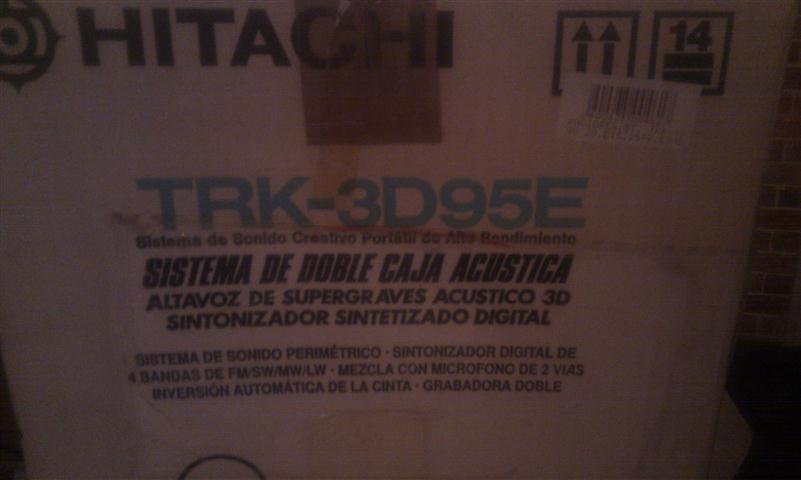 HITACHI
14
TRK-3D95E
Sistema de Sonido Creativo Portátil de Alto Rendimiento
SISTEMA DE DOBLE CAJA ACUSTICA
ALTAVOZ DE SUPERGRAVES ACUSTICO 3D
SINTONIZADOR SINTETIZADO DIGITAL
SISTEMA DE SONIDO PERIMÉTRICO · SINTONIZADOR DIGITAL DE
4 BANDAS DE FM/SW/MW/LW · MEZCLA CON MICROFONO DE 2 VIAS
INVERSIÓN AUTOMÁTICA DE LA CINTA · GRABADORA DOBLE